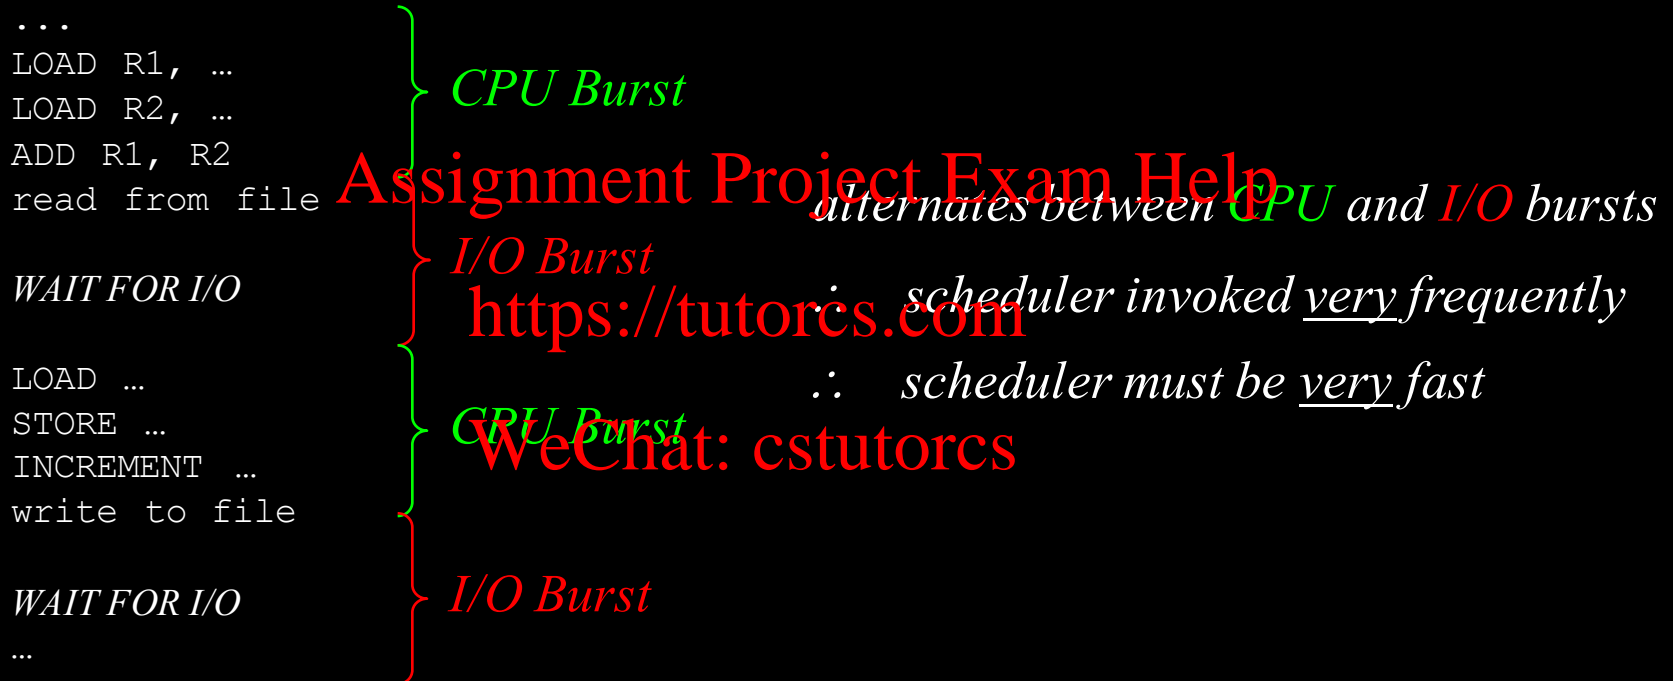 ...
LOAD R1, …
LOAD R2, …
ADD R1, R2
read from file
WAIT FOR I/O
LOAD …
STORE …
INCREMENT …
write to file
WAIT FOR I/O
…
CPU Burst
I/O Burst
CPU Burst
I/O Burst
Assignment Project Exam Help
https://tutorcs.com
WeChat: cstutorcs
alternates between CPU and I/O bursts
∴ scheduler invoked very frequently
∴ scheduler must be very fast